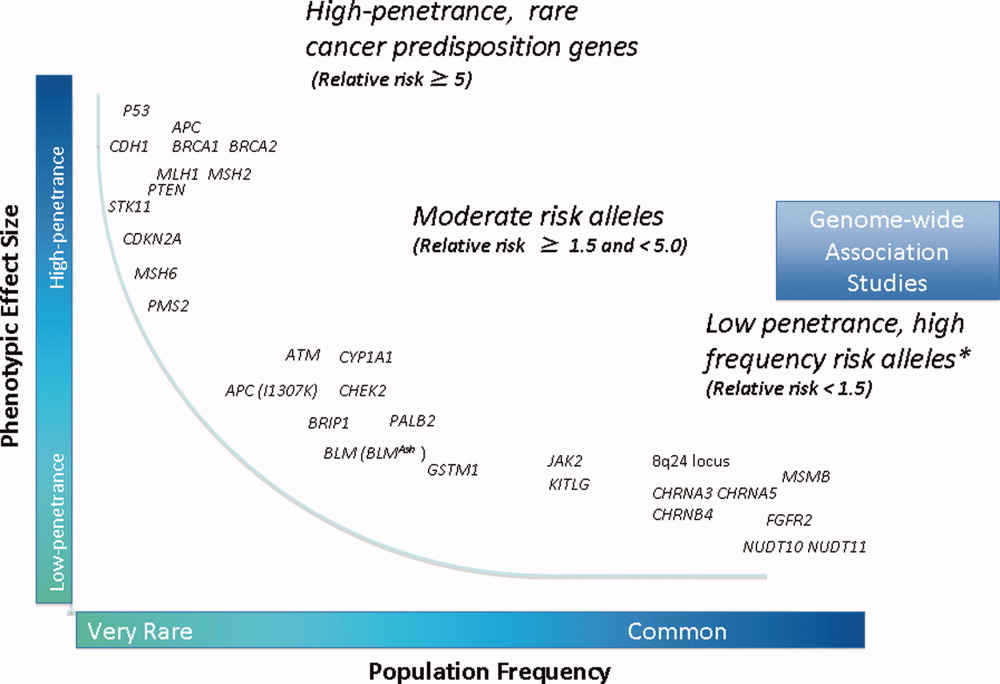 High-penetrance, rare
cancer predisposition genes
(Relative risk ≥ 5)
P53
APC
CDH1 BRCA1 BRCA2
MLH1 MSH2
PTEN
STK11
CDKN2A
MSH6
PMS2
Moderate risk alleles
(Relative risk ≥ 1.5 and < 5.0)
Genome-wide
Association
Studies
Low penetrance, high
frequency risk alleles*
(Relative risk < 1.5)
ATM CYP1A1
APC (I1307K) CHEK2
BRIP1 PALB2
BLM (BLMAsh )
GSTM1
JAK2
KITLG
8q24 locus
MSMB
CHRNA3 CHRNA5
CHRNB4
FGFR2
NUDT10 NUDT11
Phenotypic Effect Size
High-penetrance
Low-penetrance
Very Rare
Common
Population Frequency